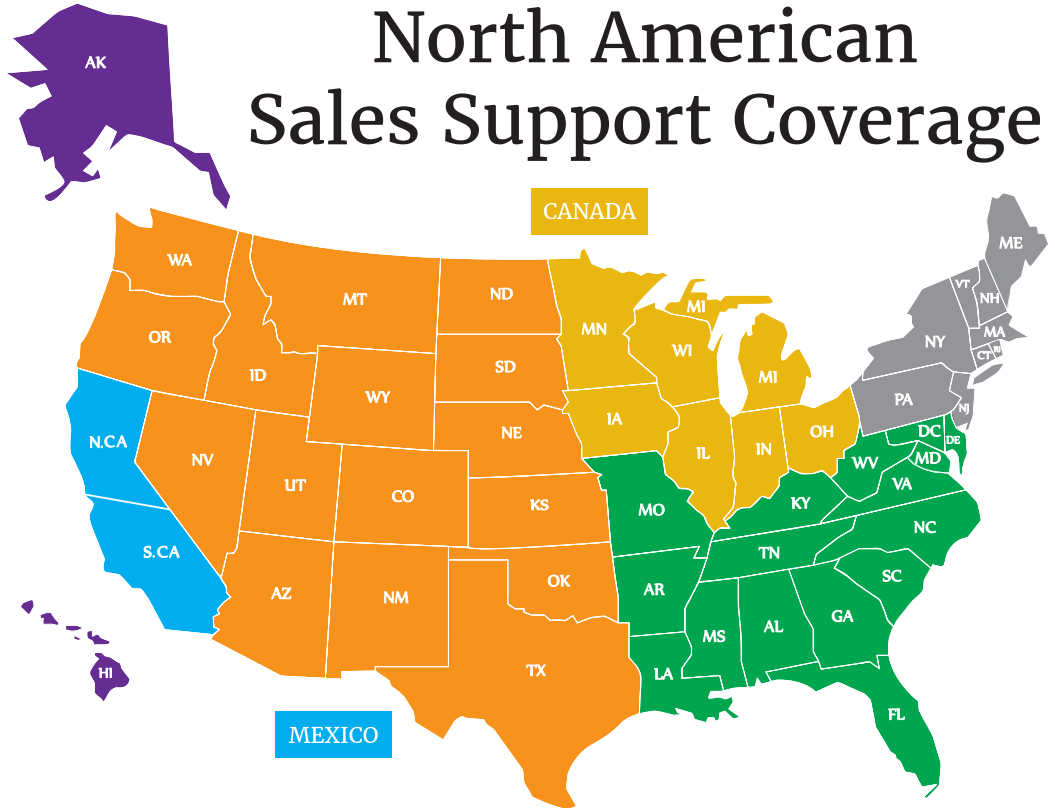 North American
Sales Support Coverage
AK
CANADA
WA
MT
ND
MN
MI
ME
VT
NH
OR
ID
WY
SD
WI
MI
NY
MA
CT
RI
N.CA
NV
UT
CO
NE
KS
IA
IL
IN
OH
PA
NJ
DC
DE
MD
WV
VA
S.CA
AZ
NM
OK
TX
MO
KY
NC
TN
AR
SC
MS
AL
GA
LA
FL
HI
MEXICO